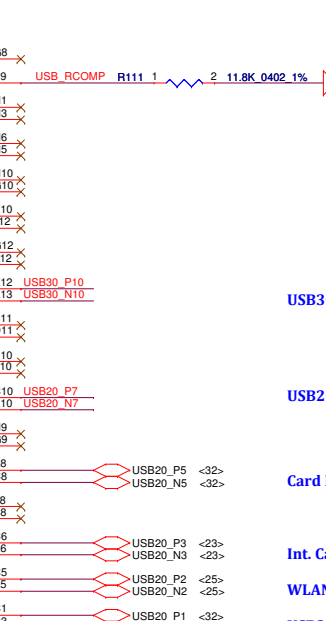 USB_RCOMP R111 1 2 11.8K_0402_1%
USB30_P10
USB30_N10
USB3
USB20_P7
USB20_N7
USB2
USB20_P5 <32>
USB20_N5 <32>
Card
USB20_P3 <23>
USB20_N3 <23>
Int. Ca
USB20_P2 <25>
USB20_N2 <25>
WLAN
USB20_P1 <32>